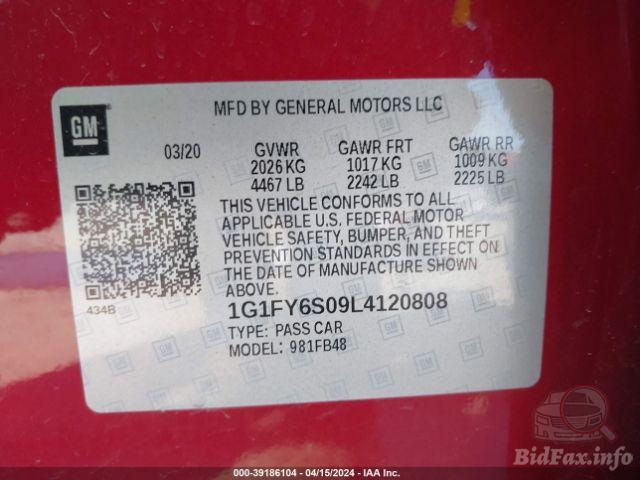 GM
MFD BY GENERAL MOTORS LLC
03/20
GVWR
2026 KG
4467 LB
GAWR FRT
1017 KG
2242 LB
GAWR RR
1009 KG
2225 LB
THIS VEHICLE CONFORMS TO ALL
APPLICABLE U.S. FEDERAL MOTOR
VEHICLE SAFETY, BUMPER, AND THEFT
PREVENTION STANDARDS IN EFFECT ON
THE DATE OF MANUFACTURE SHOWN
ABOVE.
434B
1G1FY6S09L4120808
TYPE: PASS CAR
MODEL: 981FB48
BidFax.info
000-39186104 - 04/15/2024 - IAA Inc.